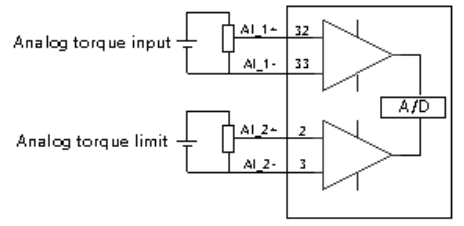 AI_1+ 32
Analog torque input
AI_1- 33
A/D
AI_2+ 2
Analog torque limit
AI_2- 3